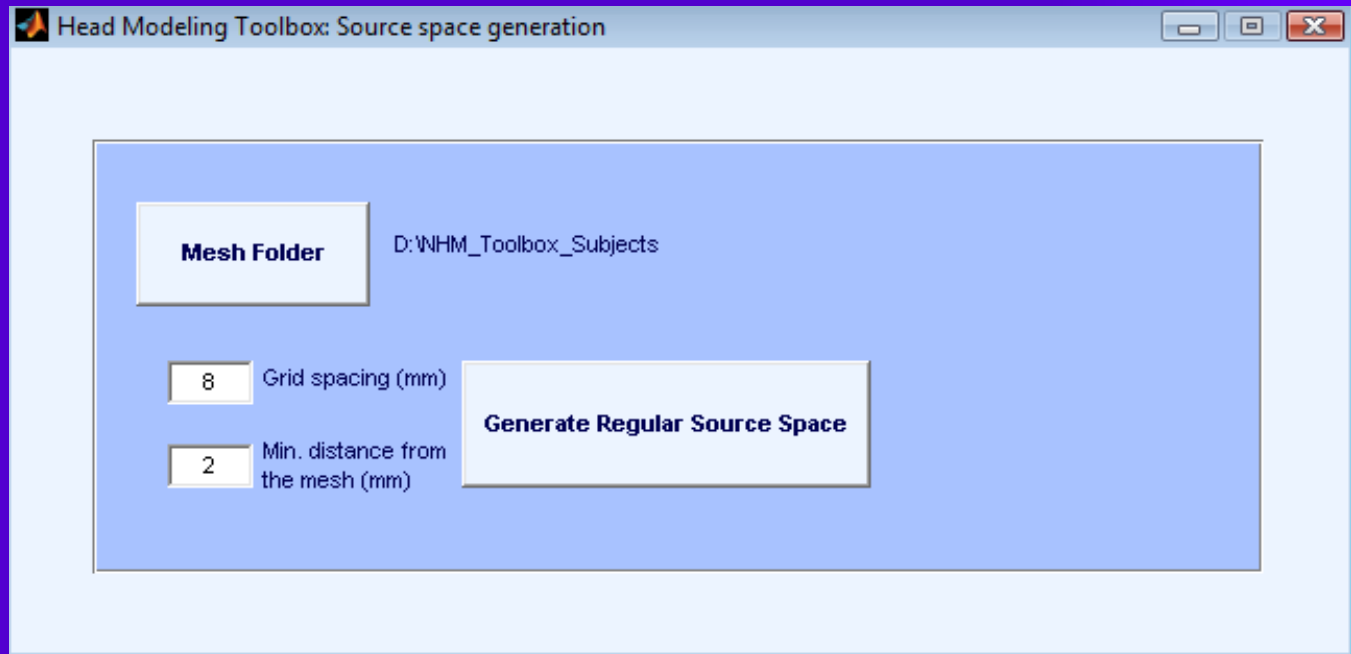 Head Modeling Toolbox: Source space generation
Mesh Folder
D:\NHM_Toolbox_Subjects
8
Grid spacing (mm)
2
Min. distance from
the mesh (mm)
Generate Regular Source Space